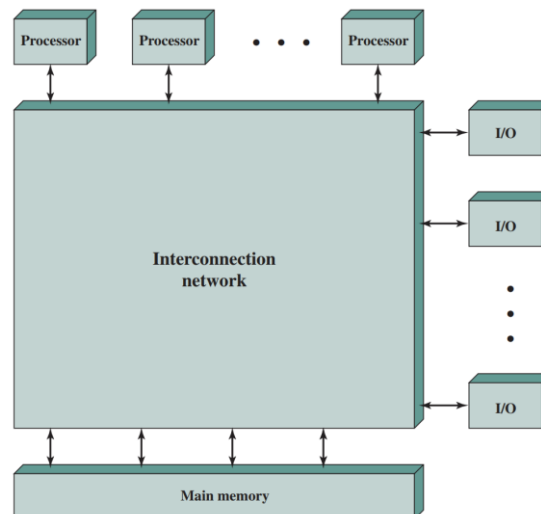 Processor
Processor
Processor
I/O
I/O
Interconnection
network
I/O
Main memory